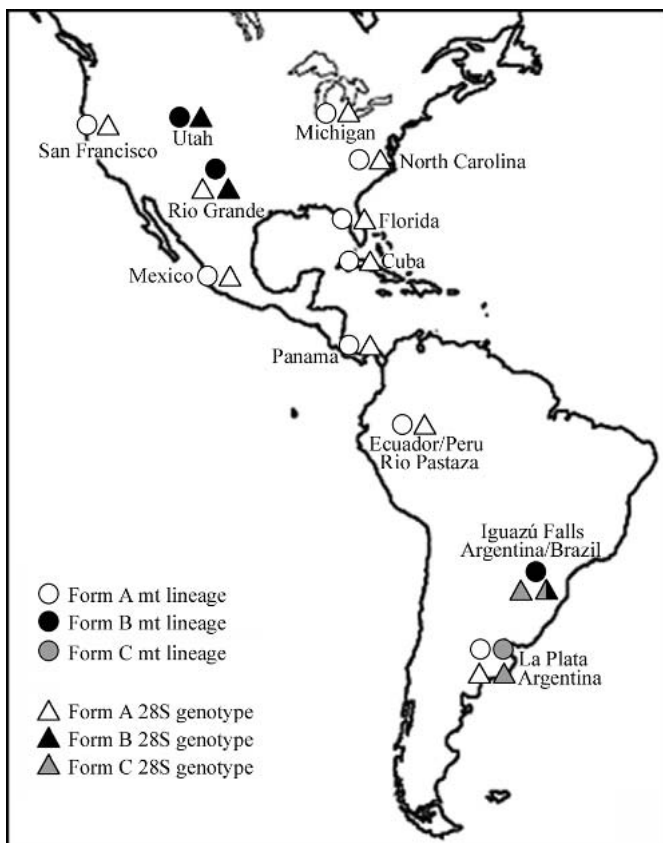 Utah
Michigan
San Francisco
North Carolina
Rio Grande
Florida
Cuba
Mexico
Panama
Ecuador/Peru
Rio Pastaza
Iguazú Falls
Argentina/Brazil
Form A mt lineage
Form B mt lineage
Form C mt lineage
La Plata
Argentina
Form A 28S genotype
Form B 28S genotype
Form C 28S genotype